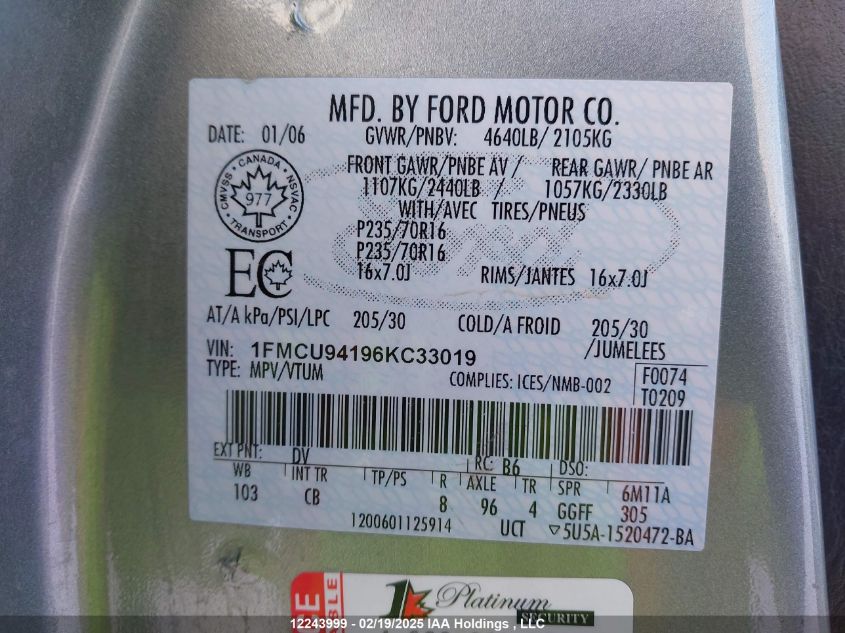 MFD. BY FORD MOTOR CO.
DATE: 01/06 GVWR/PNBV: 4640LB/ 2105KG
FRONT GAWR/PNBE AV / REAR GAWR/ PNBE AR
1107KG/2440LB / 1057KG/2330LB
WITH/AVEC TIRES/PNEUS
P235/70R16
P235/70R16
16x7.0J RIMS/JANTES 16x7.0J
CANADA
CMVSS 977 NSVAC
TRANSPORT
EC
AT/A kPa/PSI/LPC 205/30 COLD/A FROID 205/30
/JUMELEES
VIN: 1FMCU94196KC33019
TYPE: MPV/VTUM COMPLIES: ICES/NMB-002
F0074
T0209
EXT PNT: DV RC: B6 DSO:
WB INT TR TP/PS R AXLE TR SPR 6M11A
103 CB 8 96 4 GGFF 305
1200601125914 UCT ▽5U5A-1520472-BA
Platinum
SECURITY
12243999 - 02/19/2025 IAA Holdings , LLC